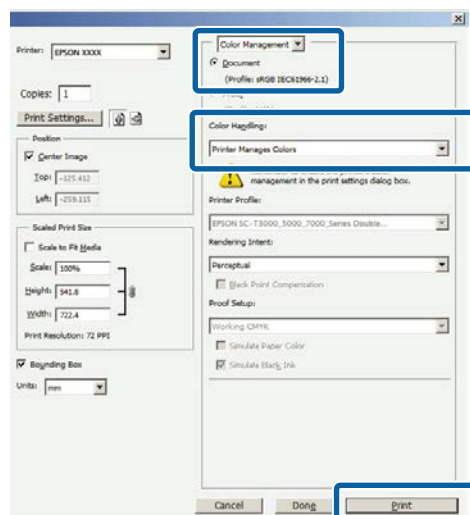 Printer: EPSON XXXX
Copies: 1
Print Settings...
Position
Center Image
Top: -125.412
Left: -259.115
Scaled Print Size
Scale to Fit Media
Scale: 100%
Height: 541.8
Width: 722.4
Print Resolution: 72 PPI
Bounding Box
Units: mm
Color Management
Document
(Profile: sRGB IEC61966-2.1)
Color Handling:
Printer Manages Colors
management in the print settings dialog box.
Printer Profile:
EPSON SC-T3000_5000_7000_Series Double...
Rendering Intent:
Perceptual
Black Point Compensation
Proof Setup:
Working CMYK
Simulate Paper Color
Simulate Black Ink
Cancel
Done
Print